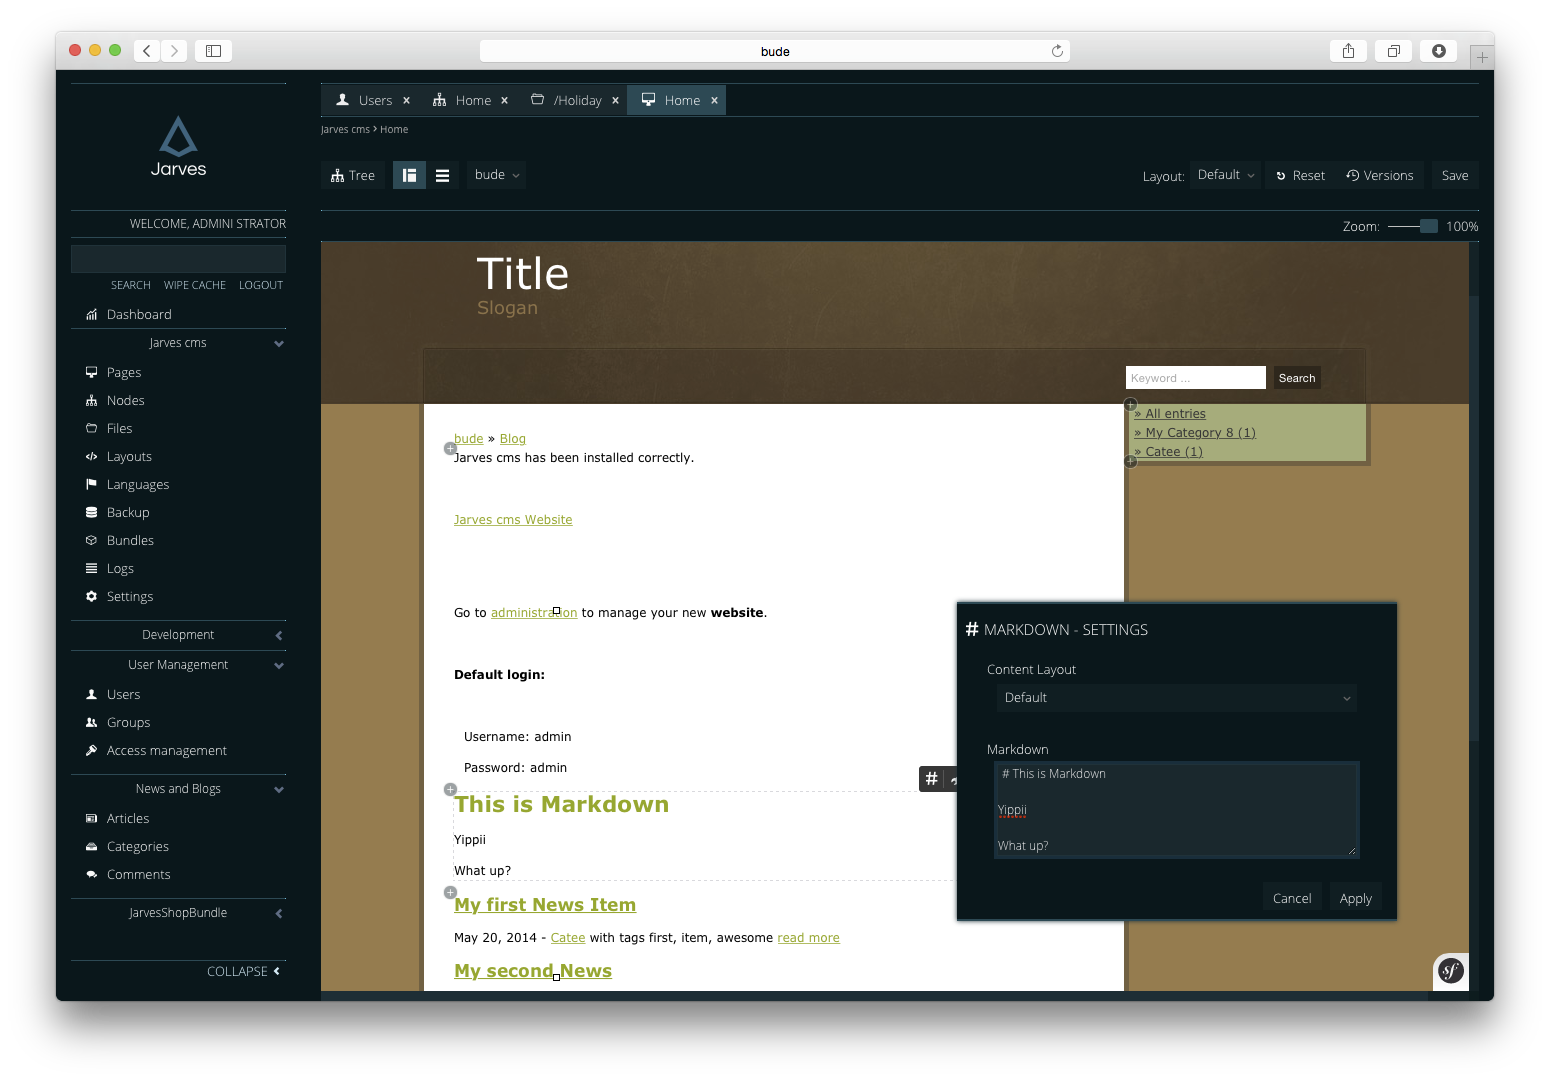 bude
Users × Home × /Holiday × Home ×
Jarves cms › Home
Jarves
Tree bude Layout: Default Reset Versions Save
WELCOME, ADMINI STRATOR
Zoom: 100%
SEARCH WIPE CACHE LOGOUT
Dashboard
Jarves cms
Pages
Nodes
Files
Layouts
Languages
Backup
Bundles
Logs
Settings
Development
User Management
Users
Groups
Access management
News and Blogs
Articles
Categories
Comments
JarvesShopBundle
COLLAPSE
Title
Slogan
Keyword ... Search
» All entries
» My Category 8 (1)
» Catee (1)
bude » Blog
Jarves cms has been installed correctly.
Jarves cms Website
Go to administration to manage your new website.
Default login:
Username: admin
Password: admin
This is Markdown
Yippii
What up?
My first News Item
May 20, 2014 - Catee with tags first, item, awesome read more
My second News
# MARKDOWN - SETTINGS
Content Layout
Default
Markdown
# This is Markdown
Yippii
What up?
Cancel Apply
#
sf